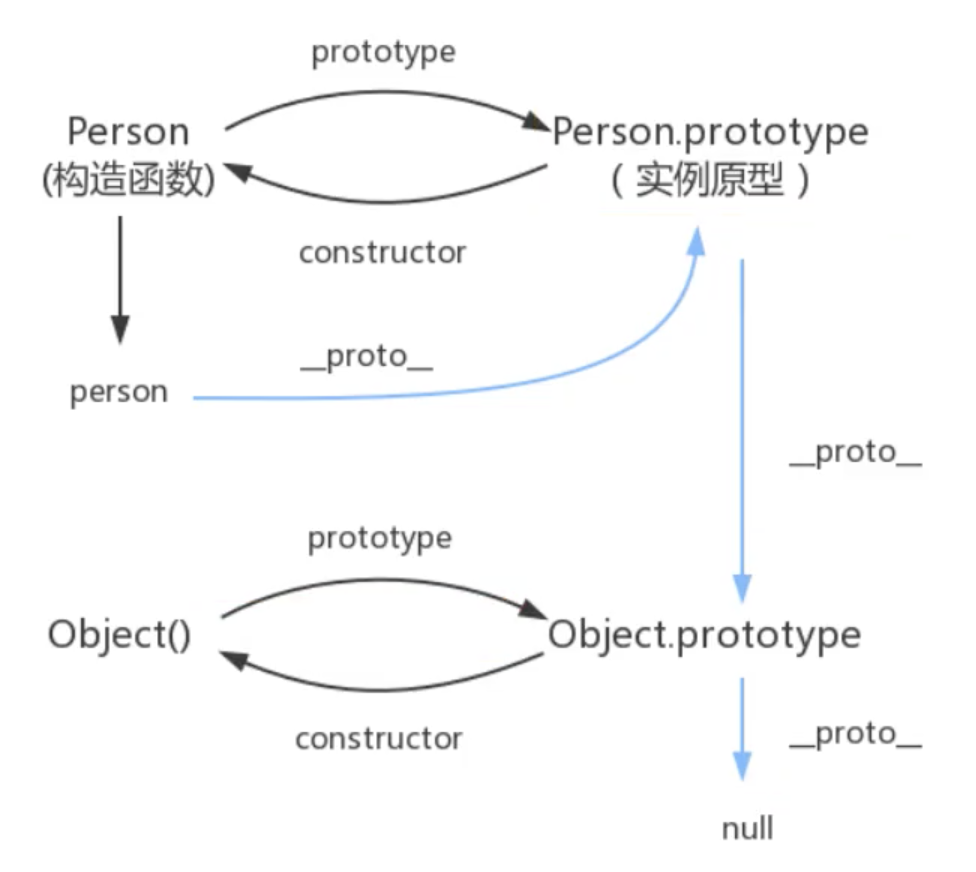 prototype
Person
(构造函数)
Person.prototype
（实例原型）
constructor
__proto__
person
__proto__
prototype
Object()
Object.prototype
constructor
__proto__
null